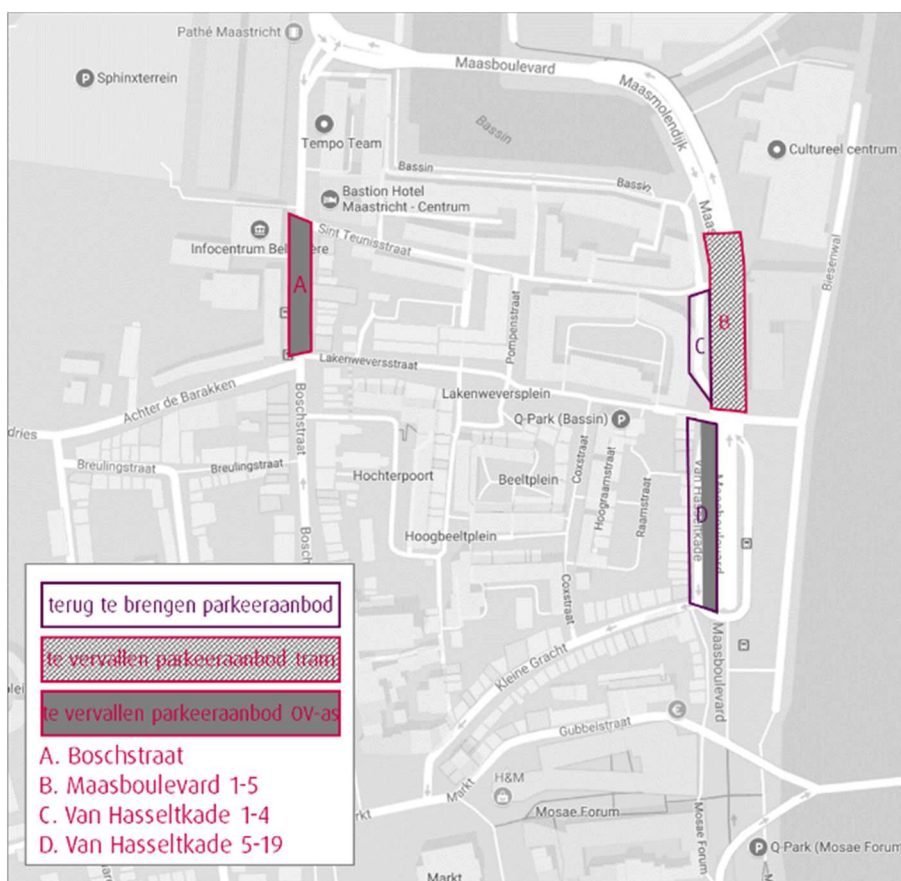 Pathé Maastricht
Maasboulevard
Sphinxterrein
Maasmolendijk
Bassin
Tempo Team
Cultureel centrum
Bassin
Bassin
Bastion Hotel
Maastricht - Centrum
Sint Teunisstraat
Infocentrum
Biesenwal
A
B
C
Pompenstraat
Lakenweversstraat
Achter de Barakken
Lakenweversplein
Q-Park (Bassin)
Boschstraat
Breulingstraat
Breulingstraat
Hochterpoort
Beeltplein
Coxstraat
Hoograamstraat
Raamstraat
Van Hasseltkade
Maasboulevard
D
Hoogbeeltplein
Coxstraat
Kleine Gracht
Maasboulevard
Gubbelstraat
terug te brengen parkeeraanbod
te vervallen parkeeraanbod tram
te vervallen parkeeraanbod OV-as
A. Boschstraat
B. Maasboulevard 1-5
C. Van Hasseltkade 1-4
D. Van Hasseltkade 5-19
Markt
H&M
Mosae Forum
Mosae Forum
Q-Park (Mosae Forum
Markt